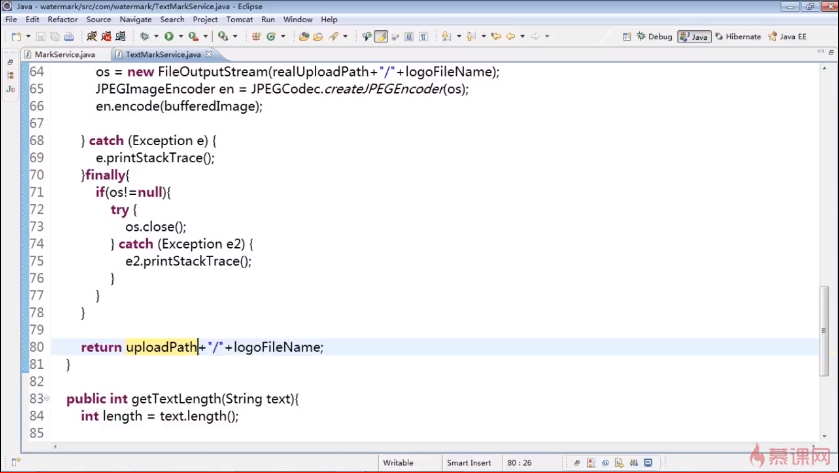 Java - watermark/src/com/watermark/TextMarkService.java - Eclipse
File Edit Refactor Source Navigate Search Project Tomcat Run Window Help
Debug Java Hibernate Java EE
MarkService.java TextMarkService.java
64 os = new FileOutputStream(realUploadPath+"/"+logoFileName);
65 JPEGImageEncoder en = JPEGCodec.createJPEGEncoder(os);
66 en.encode(bufferedImage);
67
68 } catch (Exception e) {
69 e.printStackTrace();
70 }finally{
71 if(os!=null){
72 try {
73 os.close();
74 } catch (Exception e2) {
75 e2.printStackTrace();
76 }
77 }
78 }
79
80 return uploadPath+"/"+logoFileName;
81 }
82
83 public int getTextLength(String text){
84 int length = text.length();
85
Writable Smart Insert 80 : 26
慕课网